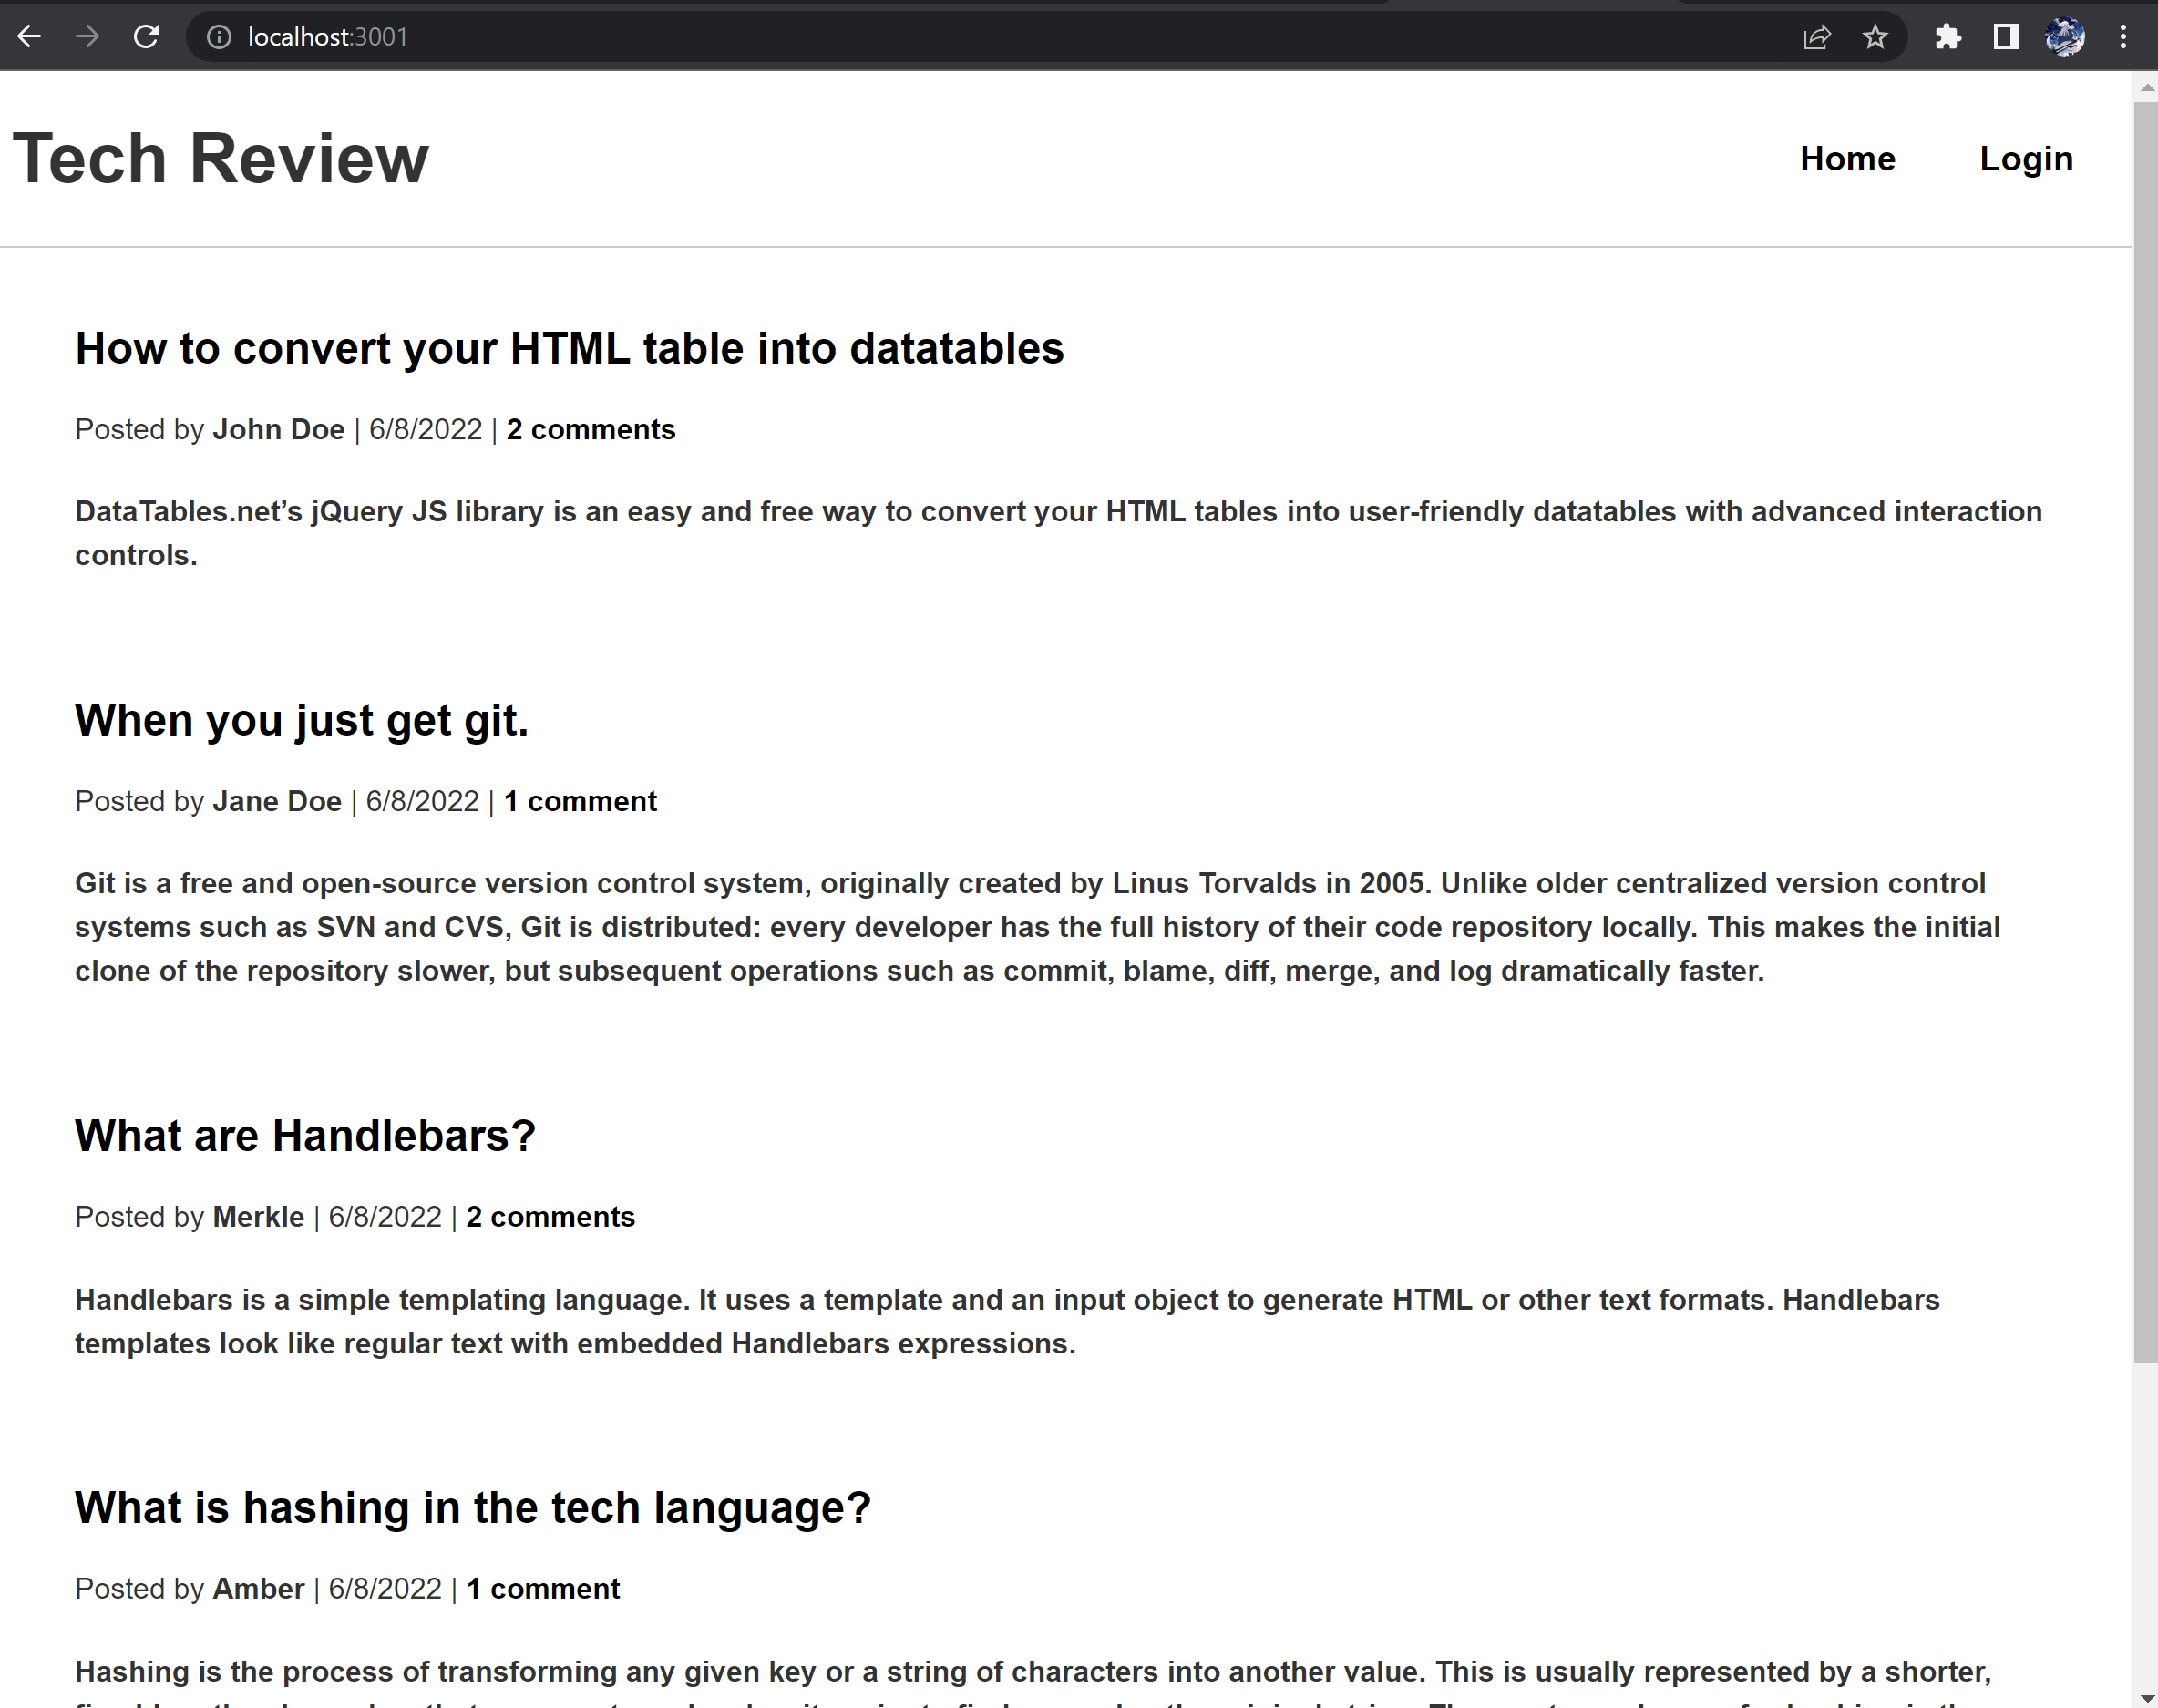 localhost:3001
Tech Review
Home Login
How to convert your HTML table into datatables
Posted by John Doe | 6/8/2022 | 2 comments
DataTables.net’s jQuery JS library is an easy and free way to convert your HTML tables into user-friendly datatables with advanced interaction
controls.
When you just get git.
Posted by Jane Doe | 6/8/2022 | 1 comment
Git is a free and open-source version control system, originally created by Linus Torvalds in 2005. Unlike older centralized version control
systems such as SVN and CVS, Git is distributed: every developer has the full history of their code repository locally. This makes the initial
clone of the repository slower, but subsequent operations such as commit, blame, diff, merge, and log dramatically faster.
What are Handlebars?
Posted by Merkle | 6/8/2022 | 2 comments
Handlebars is a simple templating language. It uses a template and an input object to generate HTML or other text formats. Handlebars
templates look like regular text with embedded Handlebars expressions.
What is hashing in the tech language?
Posted by Amber | 6/8/2022 | 1 comment
Hashing is the process of transforming any given key or a string of characters into another value. This is usually represented by a shorter,